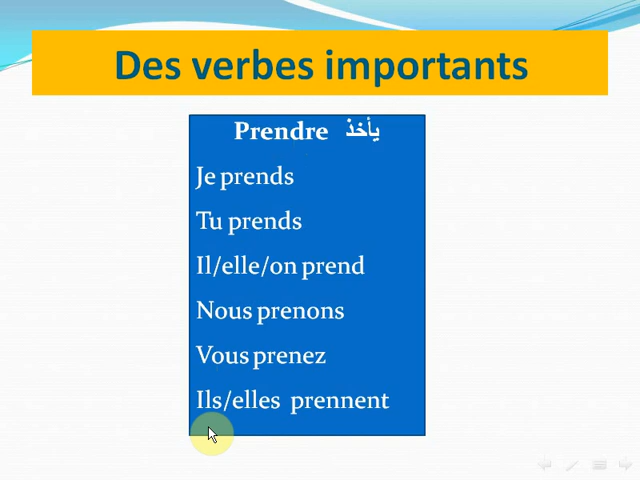 Des verbes importants
Prendre يأخذ
Je prends
Tu prends
Il/elle/on prend
Nous prenons
Vous prenez
Ils/elles prennent